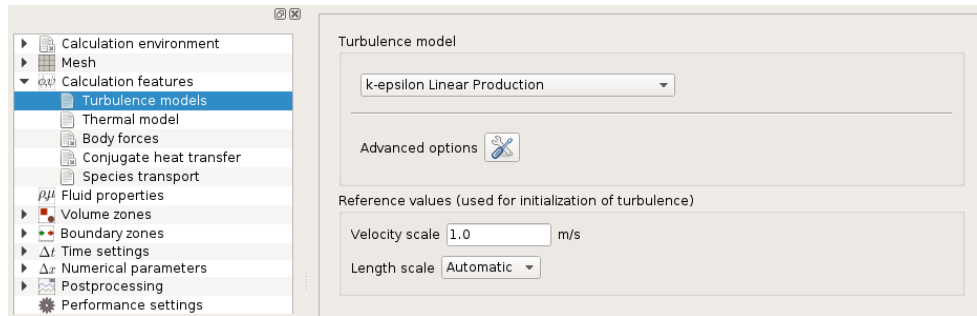 Calculation environment
Mesh
Calculation features
Turbulence models
Thermal model
Body forces
Conjugate heat transfer
Species transport
ρ,μ Fluid properties
Volume zones
Boundary zones
Δt Time settings
Δx Numerical parameters
Postprocessing
Performance settings
Turbulence model
k-epsilon Linear Production
Advanced options
Reference values (used for initialization of turbulence)
Velocity scale 1.0 m/s
Length scale Automatic